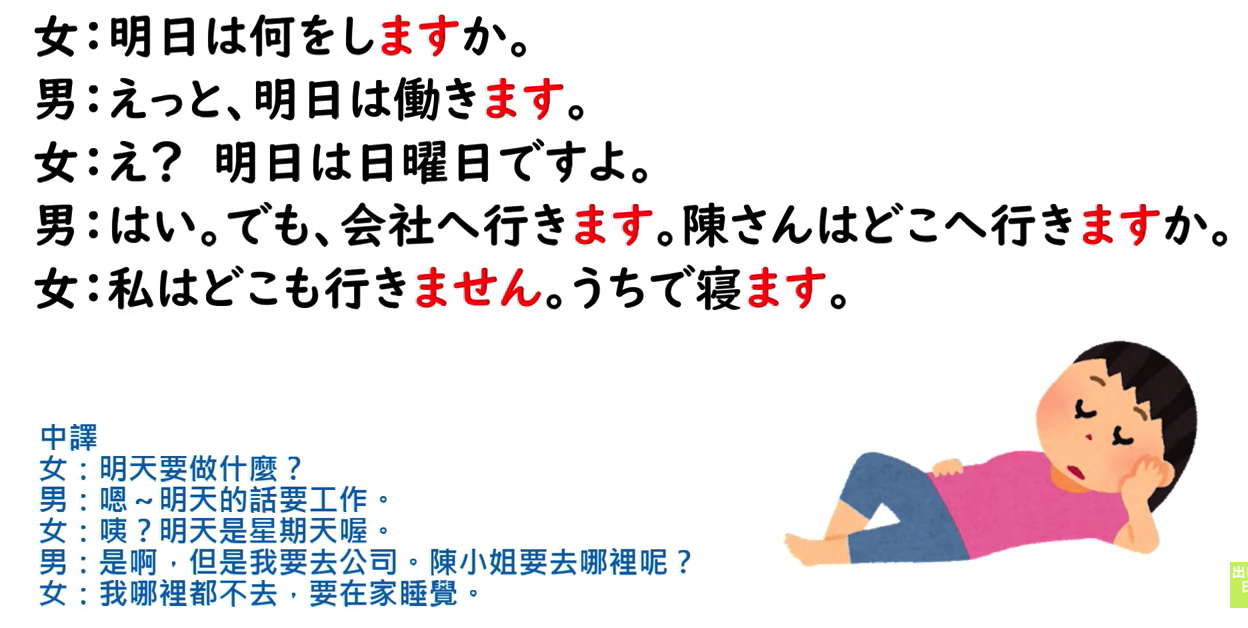 女：明日は何をしますか。
男：えっと、明日は働きます。
女：え？ 明日は日曜日ですよ。
男：はい。でも、会社へ行きます。陳さんはどこへ行きますか。
女：私はどこも行きません。うちで寝ます。
中譯
女：明天要做什麼？
男：嗯～明天的話要工作。
女：咦？明天是星期天喔。
男：是啊，但是我要去公司。陳小姐要去哪裡呢？
女：我哪裡都不去，要在家睡覺。
出
日